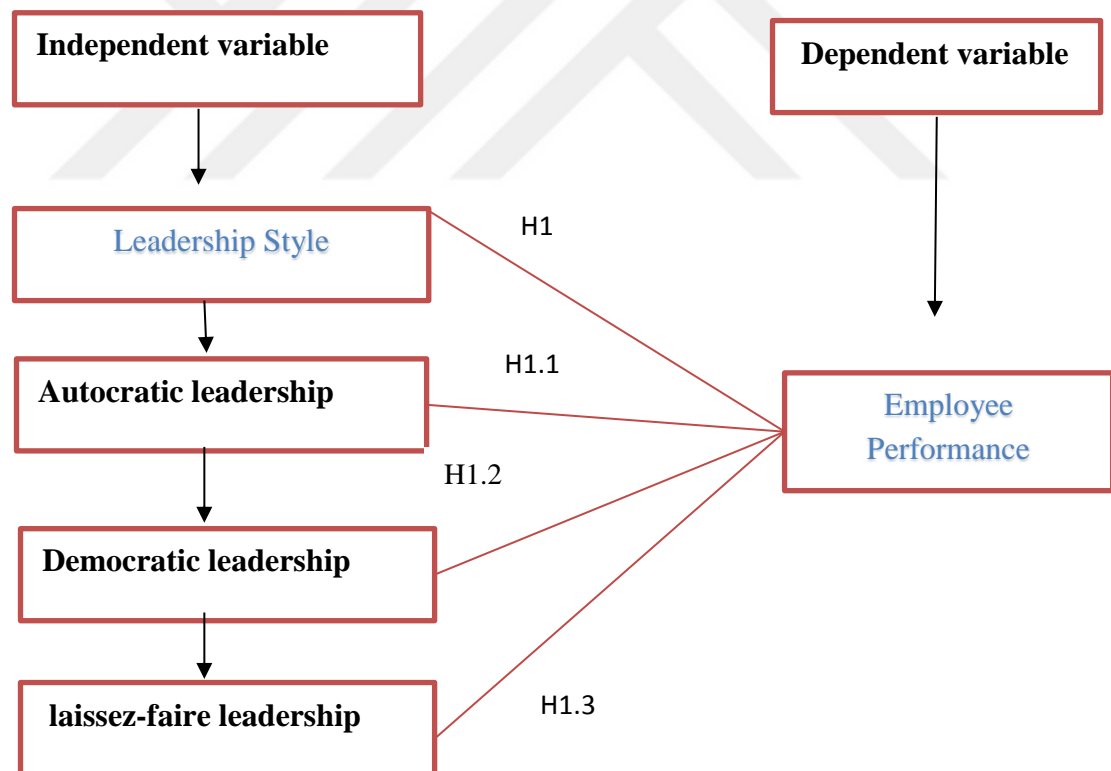 Independent variable
Dependent variable
Leadership Style
H1
Autocratic leadership
H1.1
Employee
Performance
H1.2
Democratic leadership
laissez-faire leadership
H1.3